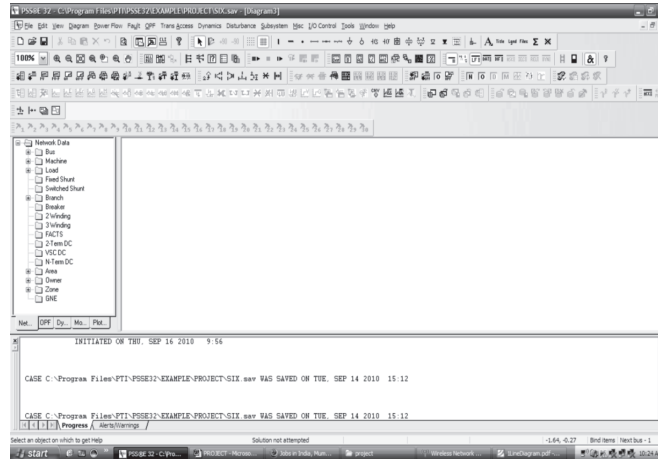 PSS®E 32 - C:\Program Files\PTI\PSSE32\EXAMPLE\PROJECT\SIX.sav - [Diagram3]
File Edit View Diagram Power Flow Fault OPF Trans Access Dynamics Disturbance Subsystem Misc I/O Control Tools Window Help
100%
Network Data
Bus
Machine
Load
Fixed Shunt
Switched Shunt
Branch
Breaker
2 Winding
3 Winding
FACTS
2-Term DC
VSC DC
N-Term DC
Area
Owner
Zone
GNE
Net... OPF Dy... Mo... Plot...
INITIATED ON THU, SEP 16 2010 9:56
CASE C:\Program Files\PTI\PSSE32\EXAMPLE\PROJECT\SIX.sav WAS SAVED ON TUE, SEP 14 2010 15:12
CASE C:\Program Files\PTI\PSSE32\EXAMPLE\PROJECT\SIX.sav WAS SAVED ON TUE, SEP 14 2010 15:12
Progress Alerts/Warnings
Select an object on which to get Help Solution not attempted -1.64, -0.27 Bind items Next bus - 1
start PSS®E 32 - C:\Pro... PROJECT - Microso... Jobs in India, Mum... project Wireless Network ... 1LineDiagram.pdf -... 10:24 A